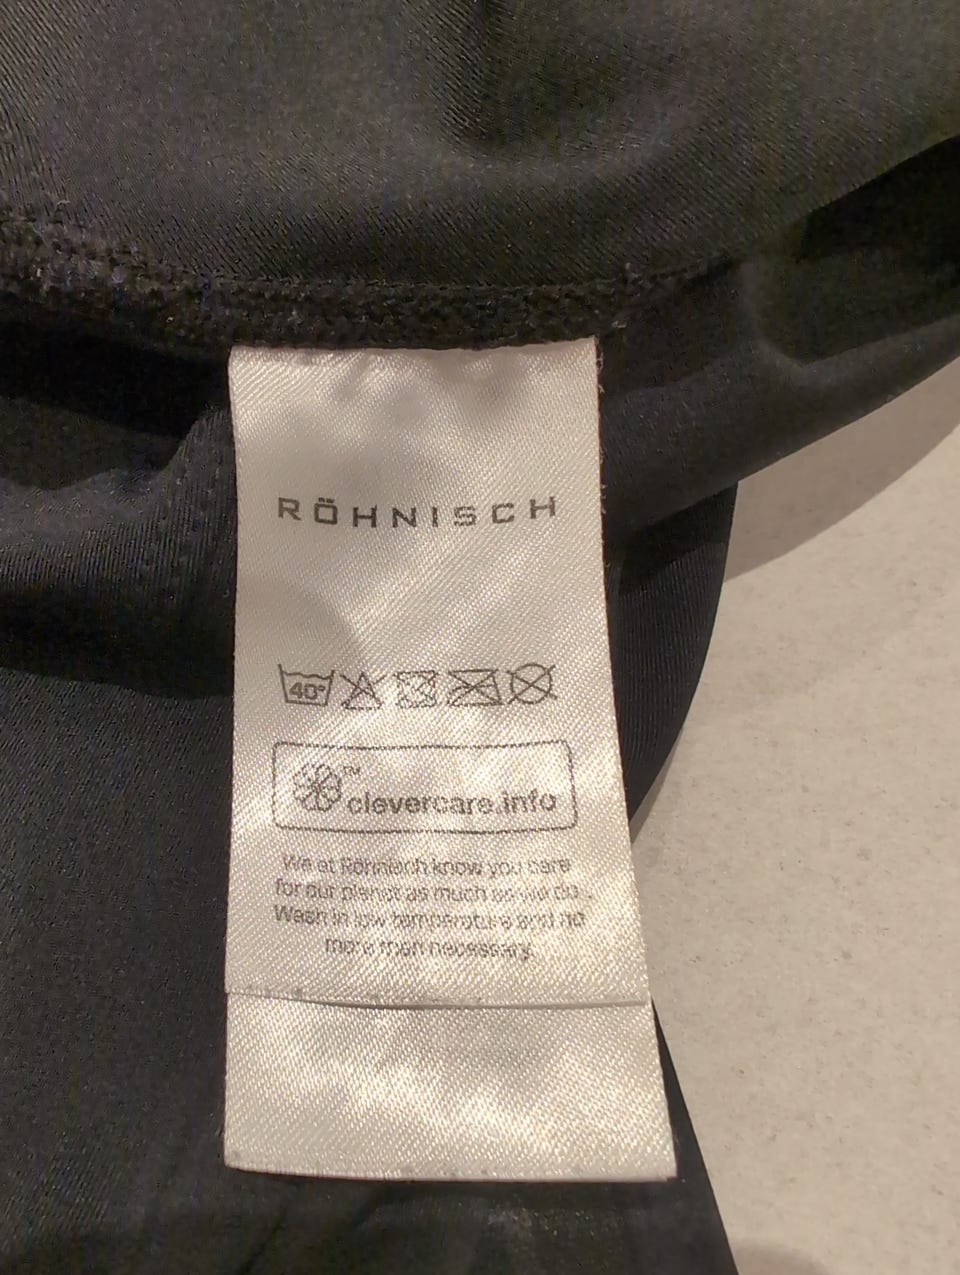 RÖHNISCH
40°
TM
clevercare.info
We at Röhnisch know you care
for our planet as much as we do...
Wash in low temperature and no
more than necessary.